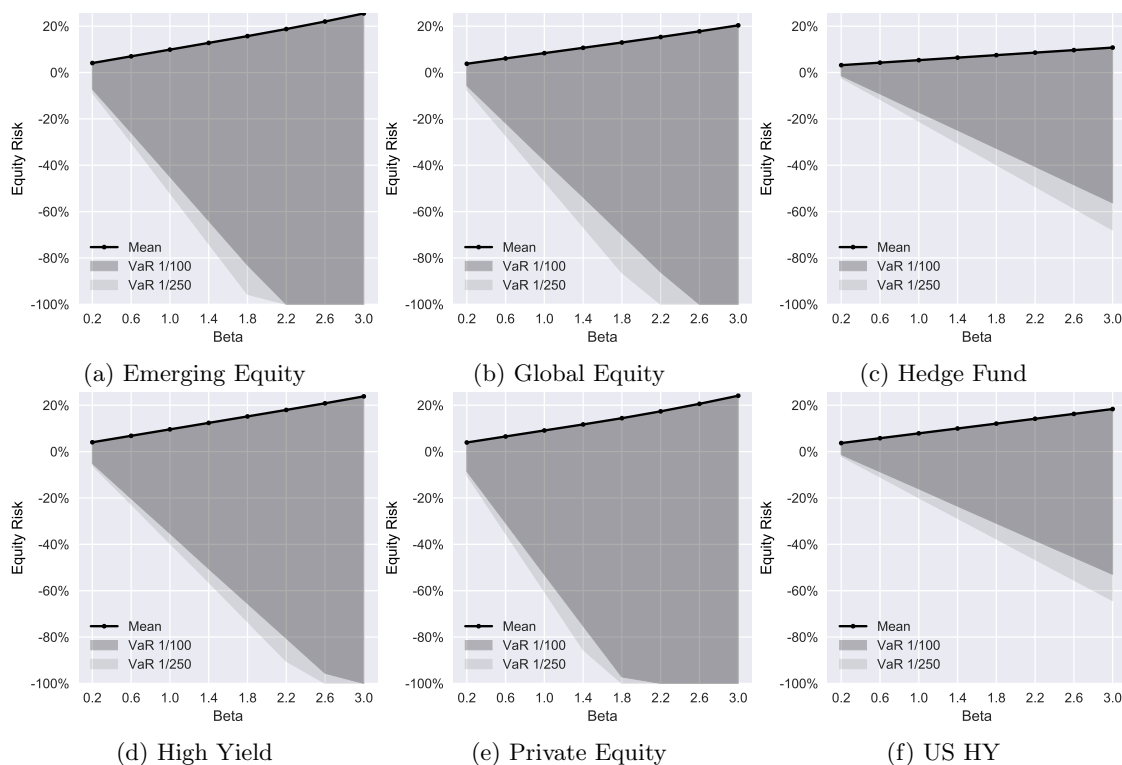 20%
0%
-20%
-40%
-60%
-80%
-100%
Equity Risk
Mean
VaR 1/100
VaR 1/250
0.2 0.6 1.0 1.4 1.8 2.2 2.6 3.0
Beta
(a) Emerging Equity
20%
0%
-20%
-40%
-60%
-80%
-100%
Equity Risk
Mean
VaR 1/100
VaR 1/250
0.2 0.6 1.0 1.4 1.8 2.2 2.6 3.0
Beta
(b) Global Equity
20%
0%
-20%
-40%
-60%
-80%
-100%
Equity Risk
Mean
VaR 1/100
VaR 1/250
0.2 0.6 1.0 1.4 1.8 2.2 2.6 3.0
Beta
(c) Hedge Fund
20%
0%
-20%
-40%
-60%
-80%
-100%
Equity Risk
Mean
VaR 1/100
VaR 1/250
0.2 0.6 1.0 1.4 1.8 2.2 2.6 3.0
Beta
(d) High Yield
20%
0%
-20%
-40%
-60%
-80%
-100%
Equity Risk
Mean
VaR 1/100
VaR 1/250
0.2 0.6 1.0 1.4 1.8 2.2 2.6 3.0
Beta
(e) Private Equity
20%
0%
-20%
-40%
-60%
-80%
-100%
Equity Risk
Mean
VaR 1/100
VaR 1/250
0.2 0.6 1.0 1.4 1.8 2.2 2.6 3.0
Beta
(f) US HY